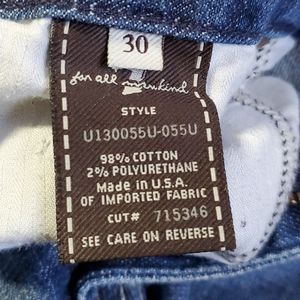 30
for all mankind
STYLE
U130055U-055U
98% COTTON
2% POLYURETHANE
Made in U.S.A.
OF IMPORTED FABRIC
CUT# 715346
SEE CARE ON REVERSE